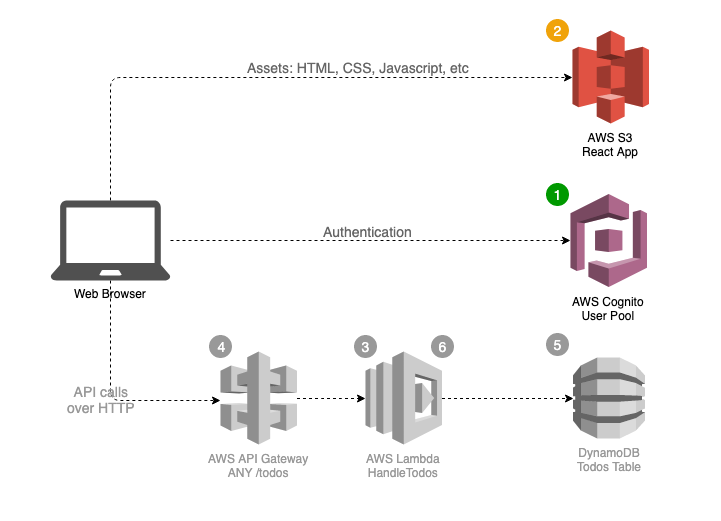 2
Assets: HTML, CSS, Javascript, etc
AWS S3
React App
1
Authentication
Web Browser
AWS Cognito
User Pool
4
3
6
5
API calls
over HTTP
AWS API Gateway
ANY /todos
AWS Lambda
HandleTodos
DynamoDB
Todos Table